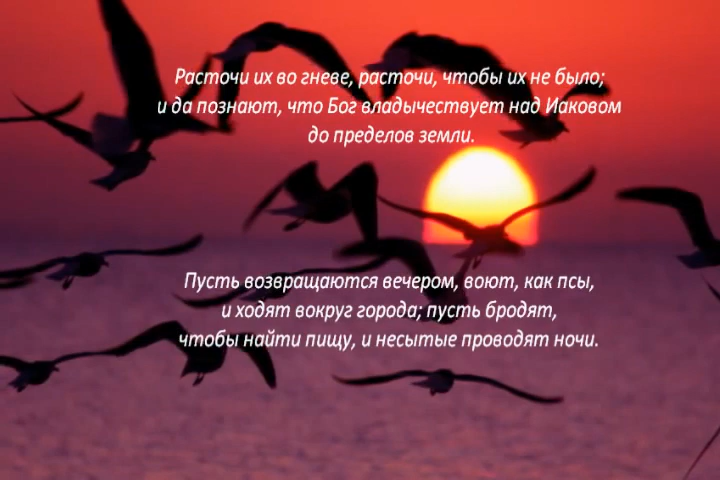 Расточи их во гневе, расточи, чтобы их не было;
и да познают, что Бог владычествует над Иаковом
до пределов земли.
Пусть возвращаются вечером, воют, как псы,
и ходят вокруг города; пусть бродят,
чтобы найти пищу, и несытые проводят ночи.